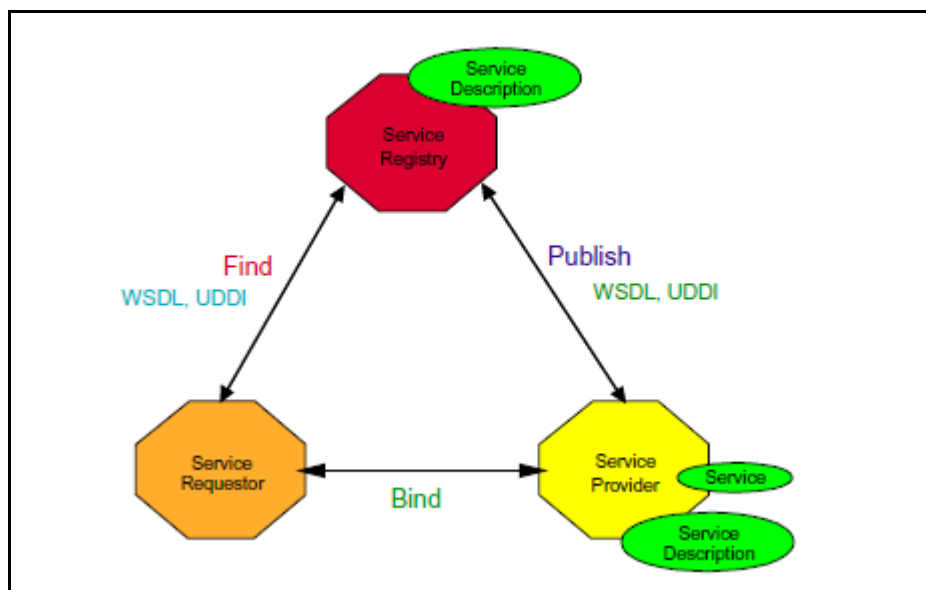 Service
Description
Service
Registry
Find
WSDL, UDDI
Publish
WSDL, UDDI
Service
Requestor
Bind
Service
Provider
Service
Service
Description